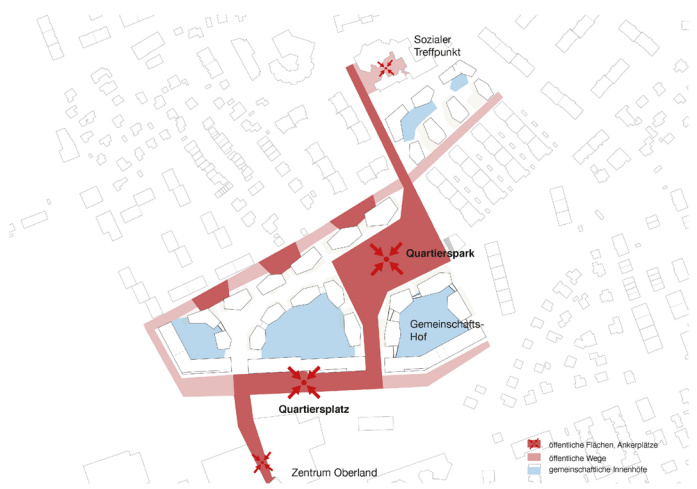 Sozialer
Treffpunkt
Quartierspark
Gemeinschafts-
Hof
Quartiersplatz
Zentrum Oberland
öffentliche Flächen, Ankerplätze
öffentliche Wege
gemeinschaftliche Innenhöfe